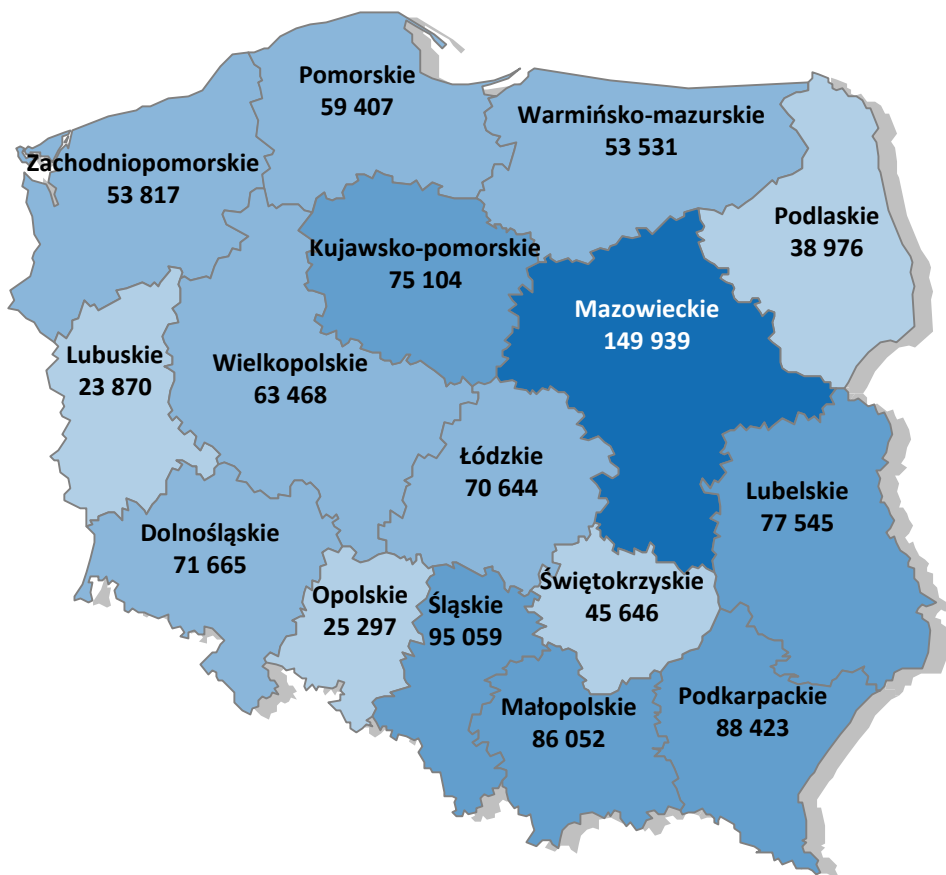 Pomorskie
59 407
Warmińsko-mazurskie
53 531
Zachodniopomorskie
53 817
Podlaskie
38 976
Kujawsko-pomorskie
75 104
Mazowieckie
149 939
Lubuskie
23 870
Wielkopolskie
63 468
Łódzkie
70 644
Lubelskie
77 545
Dolnośląskie
71 665
Opolskie
25 297
Śląskie
95 059
Świętokrzyskie
45 646
Małopolskie
86 052
Podkarpackie
88 423